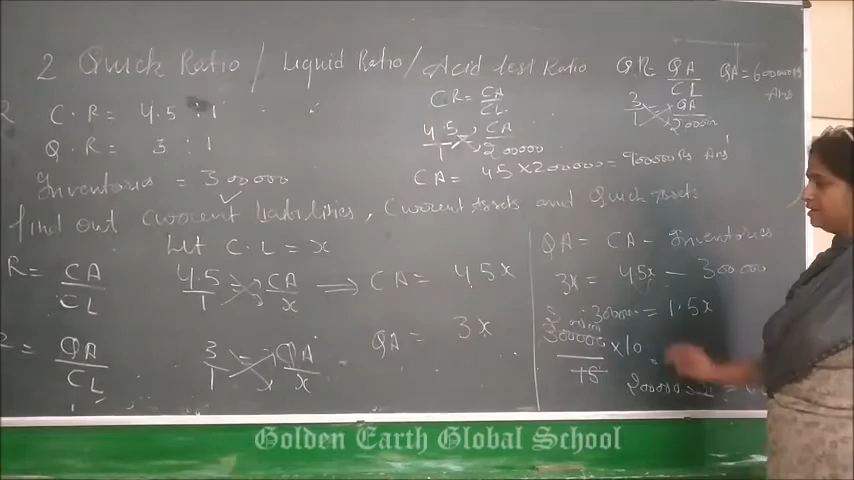 2 Quick Ratio / Liquid Ratio / Acid test Ratio
C.R = 4.5 : 1
Q.R = 3 : 1
Inventories = 300000
find out current liabilities, Current Assets and Quick Assets
Let C.L = x
R = CA/CL 4.5/1 = CA/x ⇒ CA = 4.5x
= QA/CL 3/1 = QA/x QA = 3x
CR = CA/CL
4.5/1 = CA/200000
CA = 4.5 x 200000 = 900000 Rs Ans
QR QA/CL QA = 600000 Rs
Ans
3/1 = QA/200000
QA = CA - Inventories
3x = 4.5x - 300000
300000 = 1.5x
300000 x 10
15
200000
Golden Earth Global School